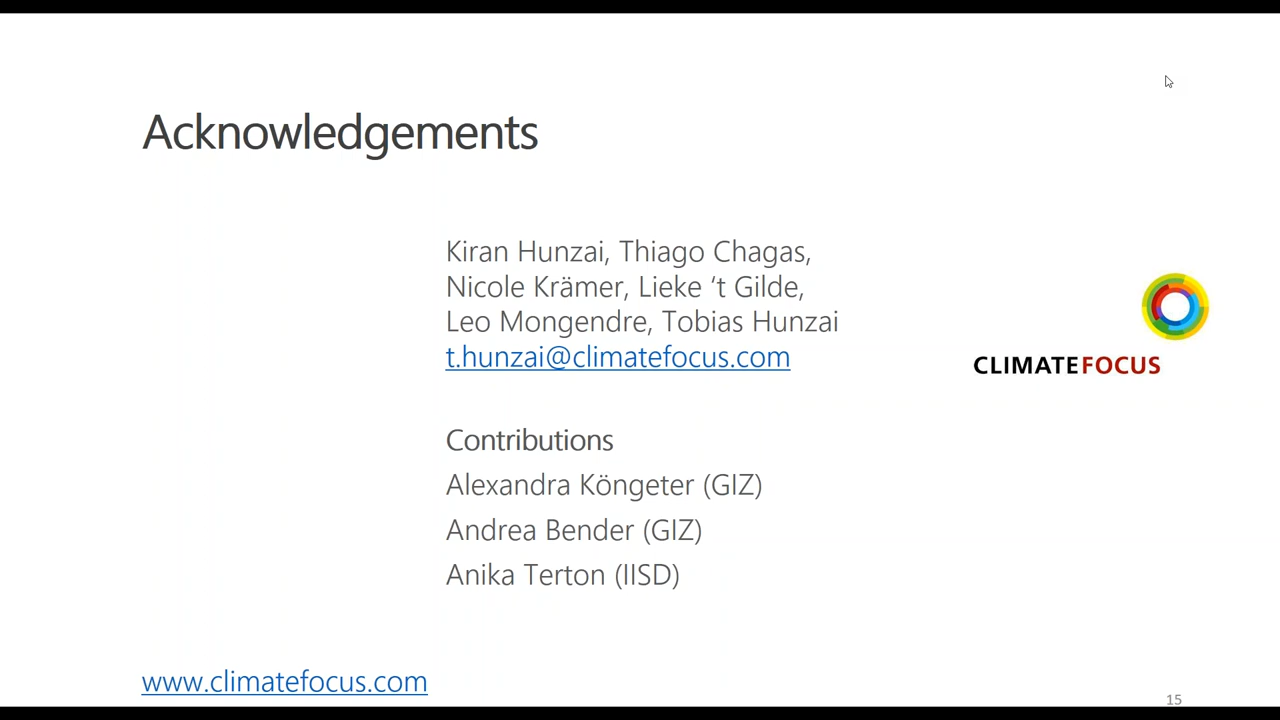 Acknowledgements
Kiran Hunzai, Thiago Chagas,
Nicole Krämer, Lieke ‘t Gilde,
Leo Mongendre, Tobias Hunzai
t.hunzai@climatefocus.com
CLIMATEFOCUS
Contributions
Alexandra Köngeter (GIZ)
Andrea Bender (GIZ)
Anika Terton (IISD)
www.climatefocus.com
15